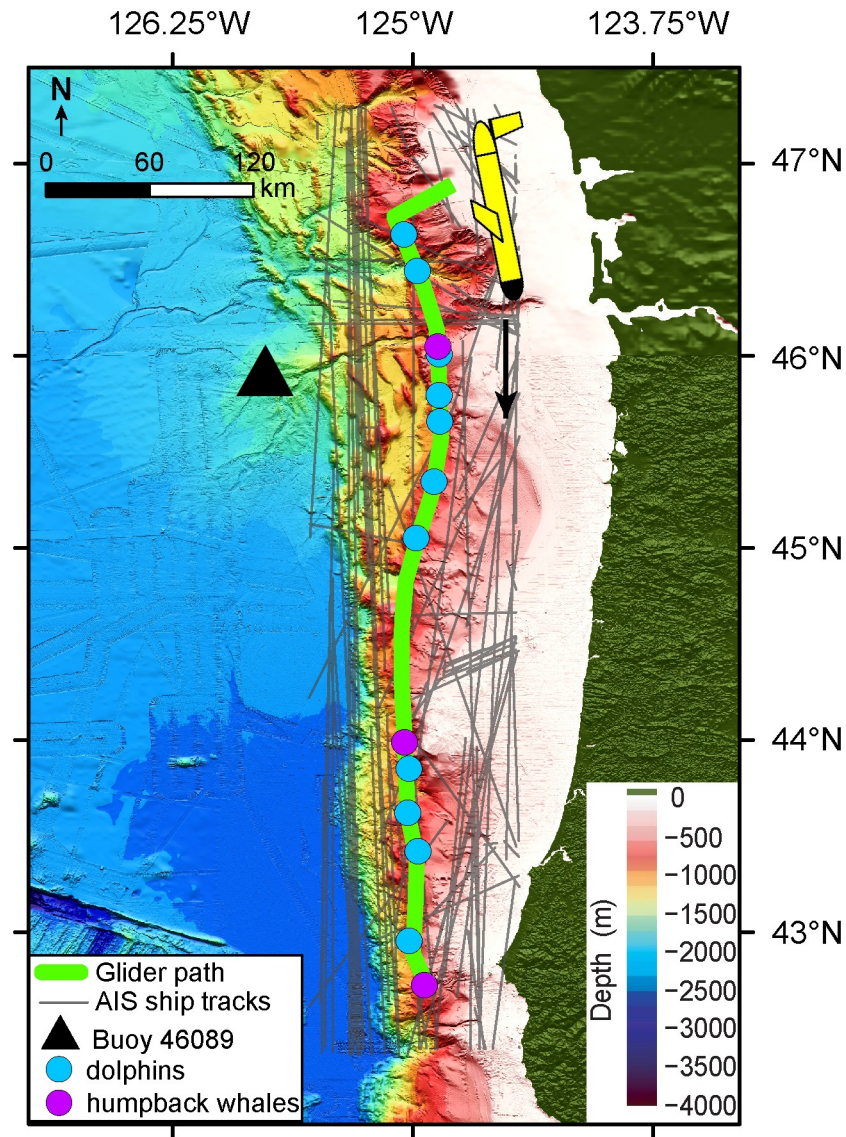 126.25°W 125°W 123.75°W
N
0 60 120
km
47°N
46°N
45°N
44°N
43°N
Glider path
AIS ship tracks
Buoy 46089
dolphins
humpback whales
Depth (m)
0
−500
−1000
−1500
−2000
−2500
−3000
−3500
−4000